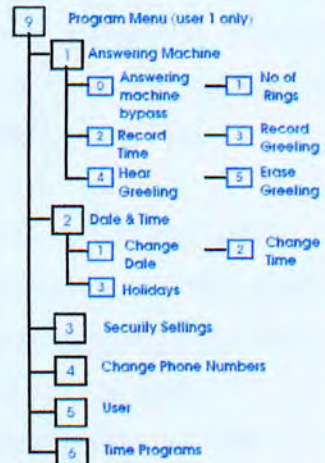 9 Program Menu (user 1 only)
1 Answering Machine
0 Answering machine bypass
1 No of Rings
2 Record Time
3 Record Greeting
4 Hear Greeting
5 Erase Greeting
2 Date & Time
1 Change Date
2 Change Time
3 Holidays
3 Security Settings
4 Change Phone Numbers
5 User
6 Time Programs